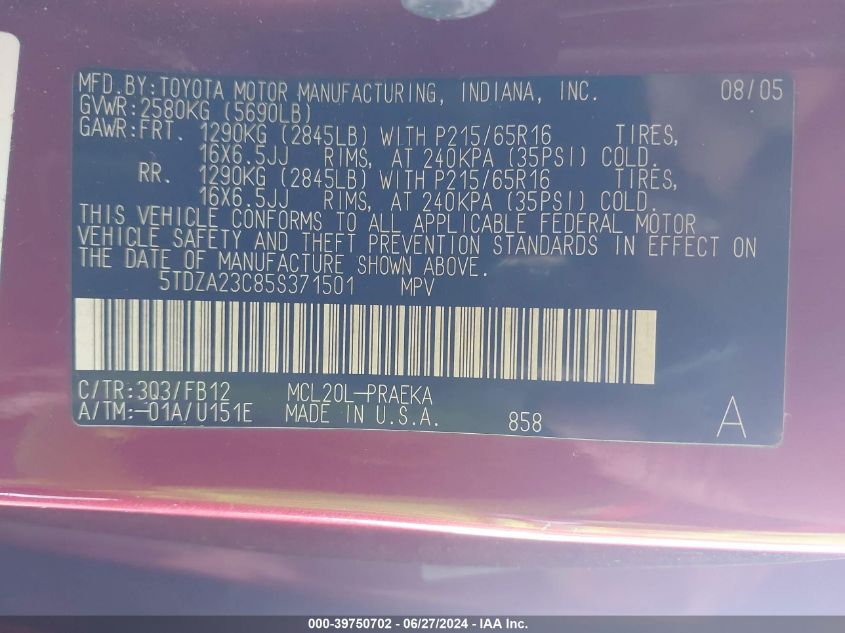 MFD.BY:TOYOTA MOTOR MANUFACTURING, INDIANA, INC. 08/05
GVWR:2580KG (5690LB)
GAWR:FRT. 1290KG (2845LB) WITH P215/65R16 TIRES,
16X6.5JJ RIMS, AT 240KPA (35PSI) COLD.
RR. 1290KG (2845LB) WITH P215/65R16 TIRES,
16X6.5JJ RIMS, AT 240KPA (35PSI) COLD.
THIS VEHICLE CONFORMS TO ALL APPLICABLE FEDERAL MOTOR
VEHICLE SAFETY AND THEFT PREVENTION STANDARDS IN EFFECT ON
THE DATE OF MANUFACTURE SHOWN ABOVE.
5TDZA23C85S371501 MPV
C/TR:3Q3/FB12 MCL20L-PRAEKA
A/TM:-01A/U151E MADE IN U.S.A. 858 A
000-39750702 - 06/27/2024 - IAA Inc.